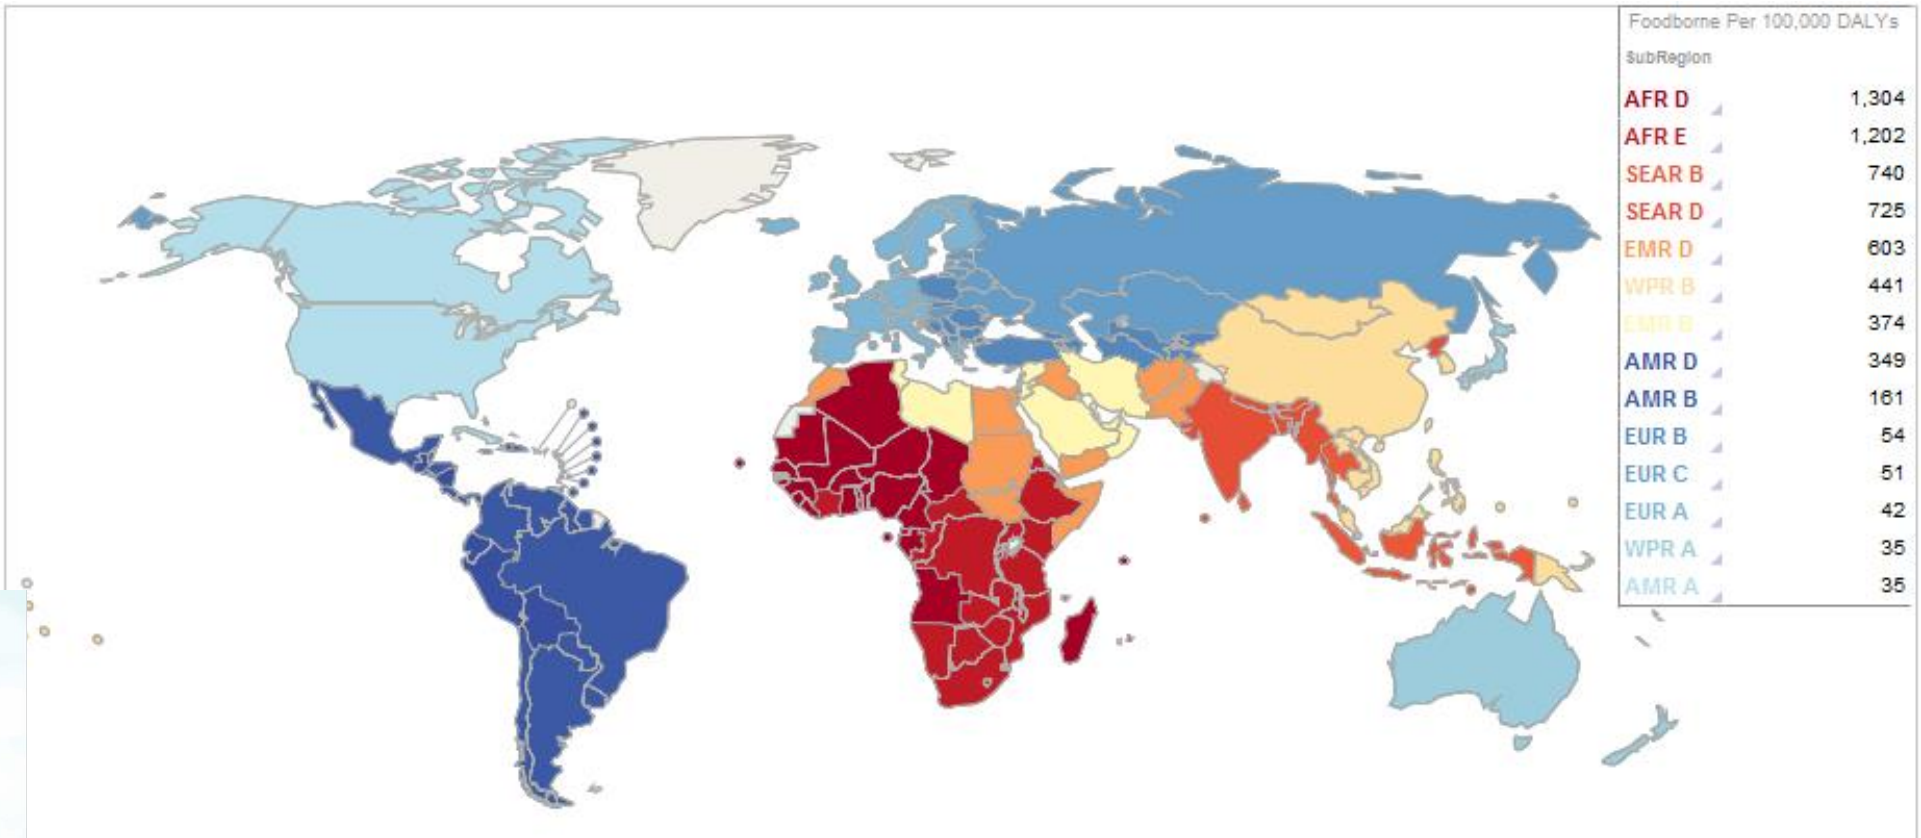 Foodborne Per 100,000 DALYs
SubRegion
AFR D 1,304
AFR E 1,202
SEAR B 740
SEAR D 725
EMR D 603
WPR B 441
EMR B 374
AMR D 349
AMR B 161
EUR B 54
EUR C 51
EUR A 42
WPR A 35
AMR A 35